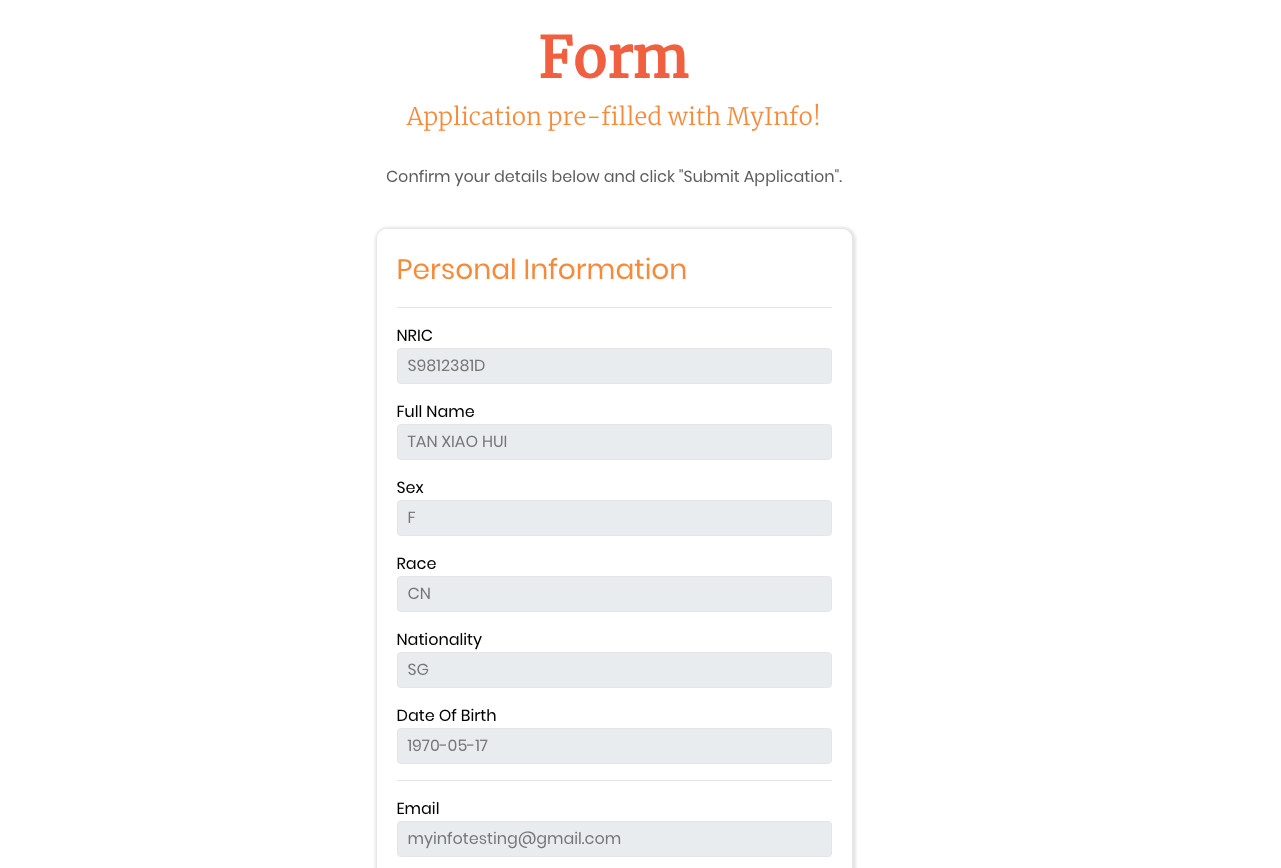 Form
Application pre-filled with MyInfo!
Confirm your details below and click "Submit Application".
Personal Information
NRIC
S9812381D
Full Name
TAN XIAO HUI
Sex
F
Race
CN
Nationality
SG
Date Of Birth
1970-05-17
Email
myinfotesting@gmail.com